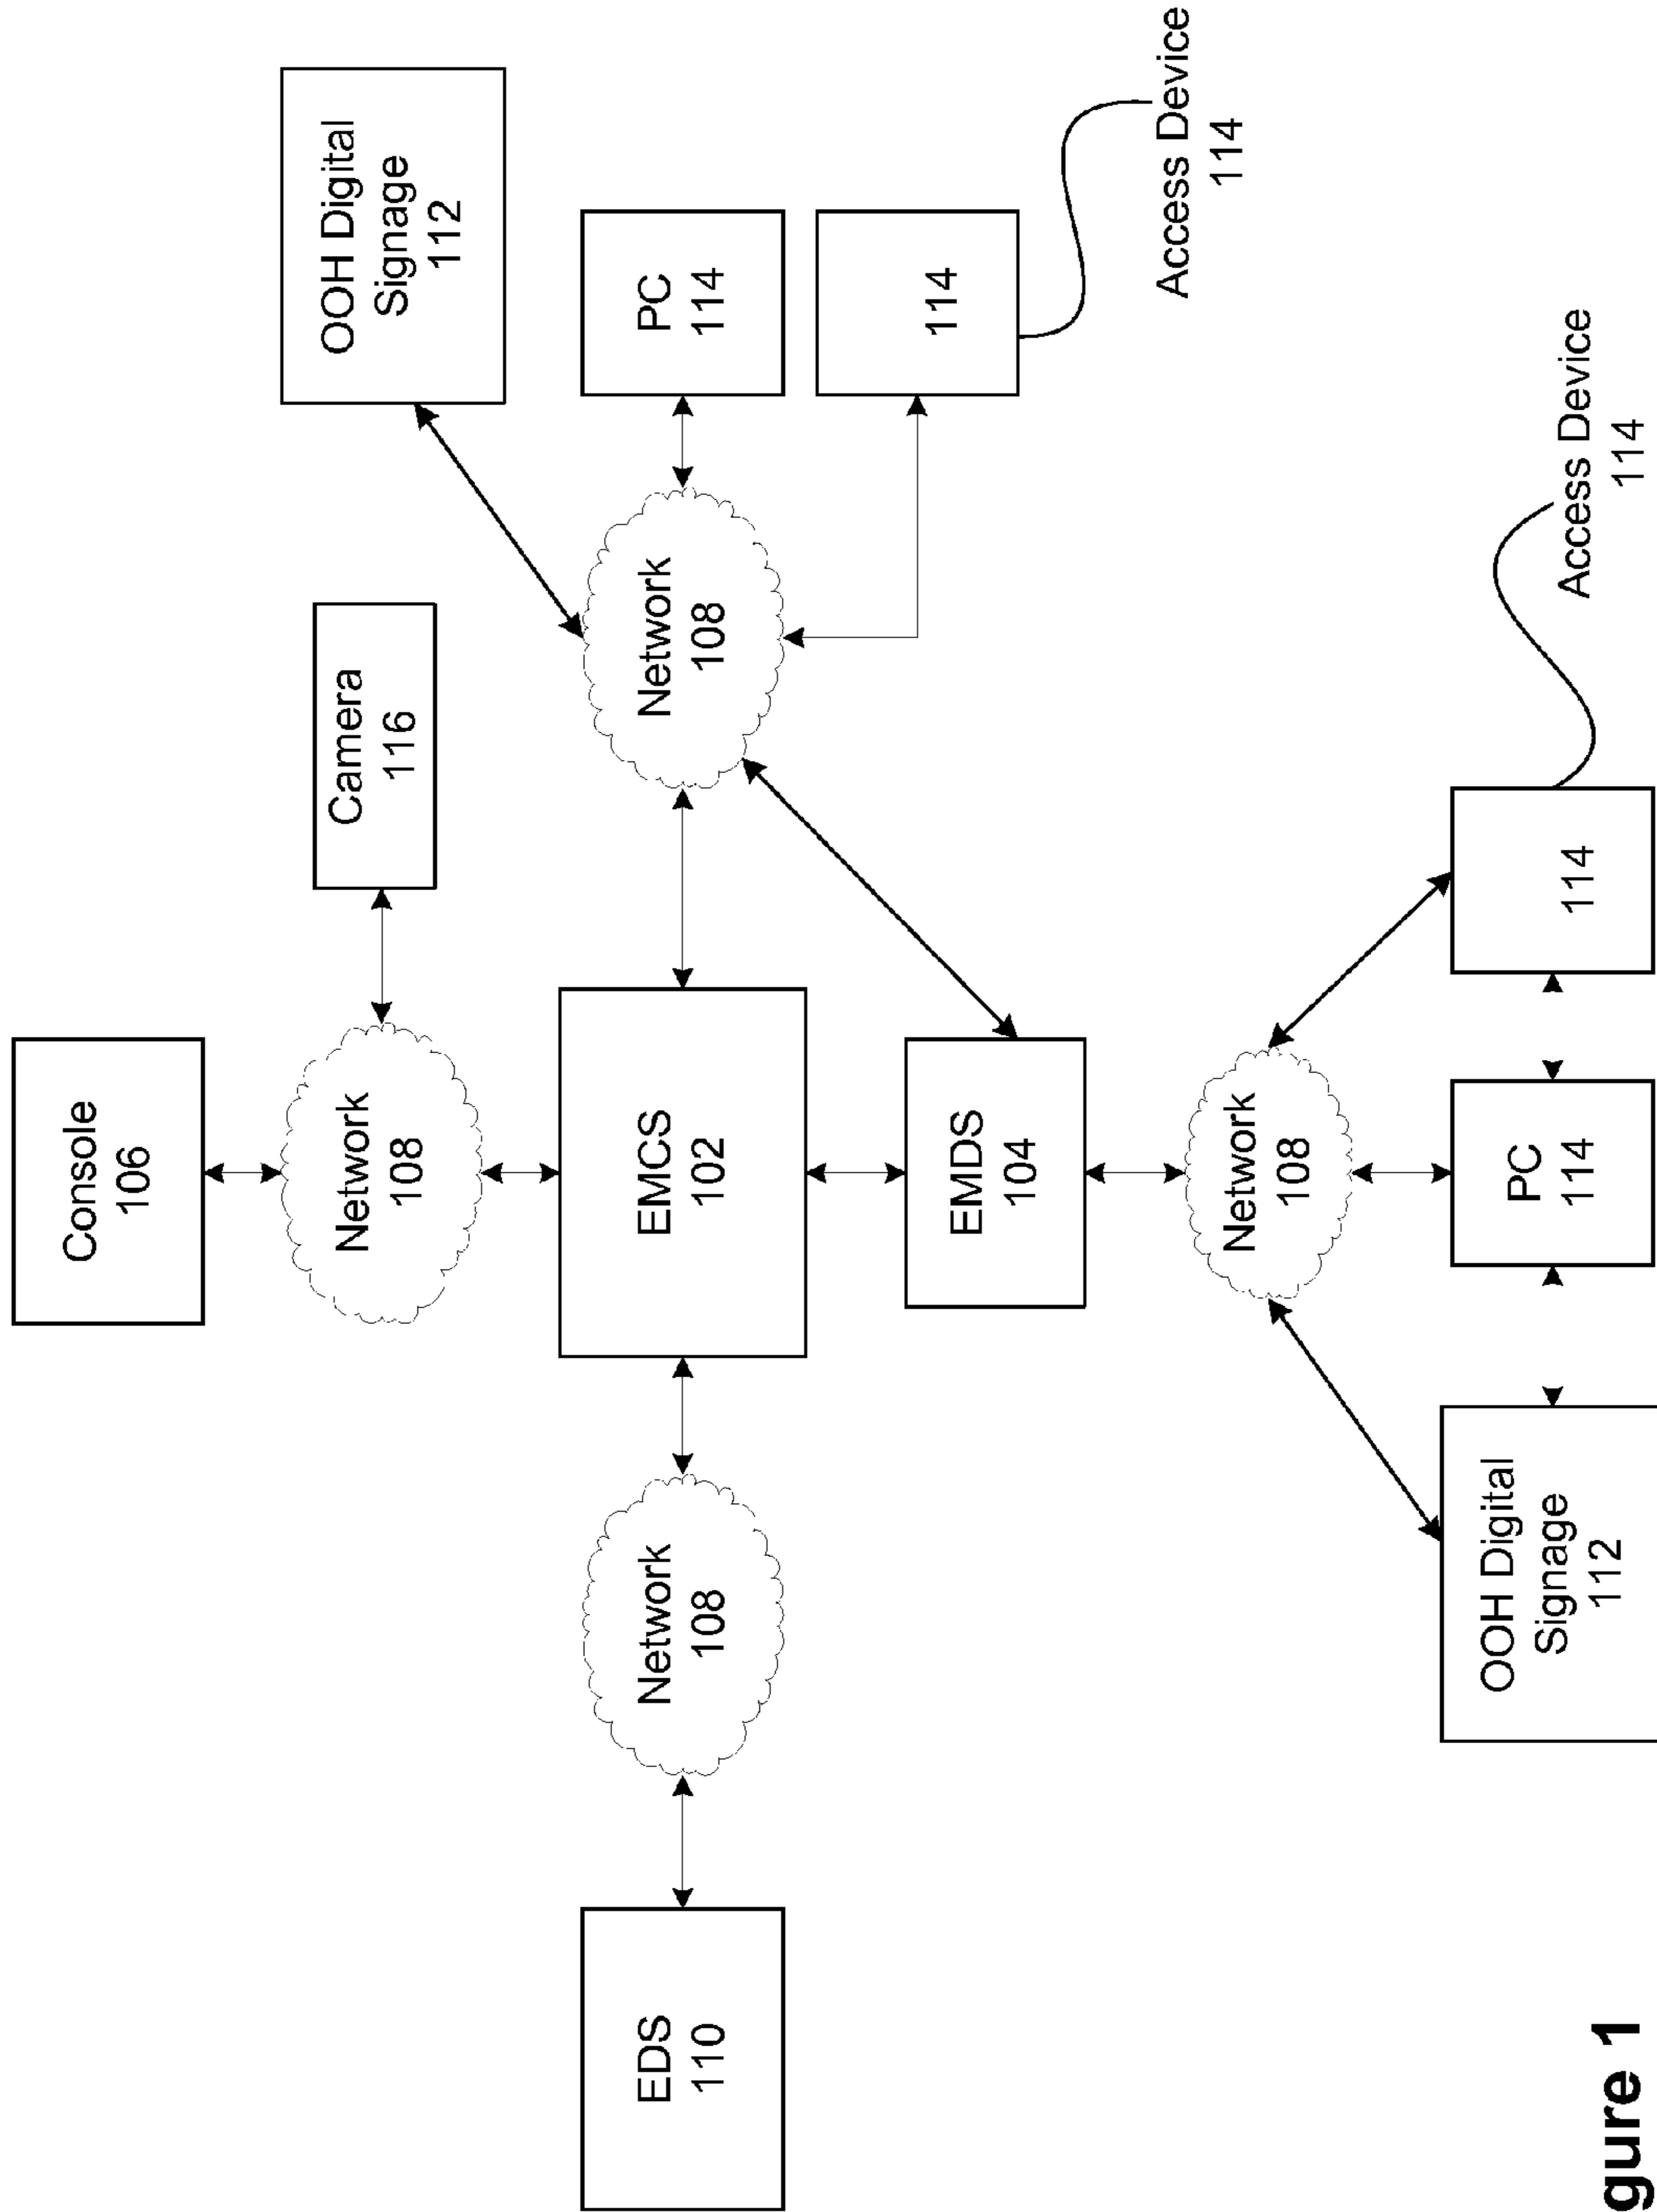 Console
106
Network
108
Camera
116
OOH Digital
Signage
112
EDS
110
Network
108
EMCS
102
Network
108
PC
114
114
Access Device
114
EMDS
104
Network
108
OOH Digital
Signage
112
PC
114
114
Access Device
114
gure 1